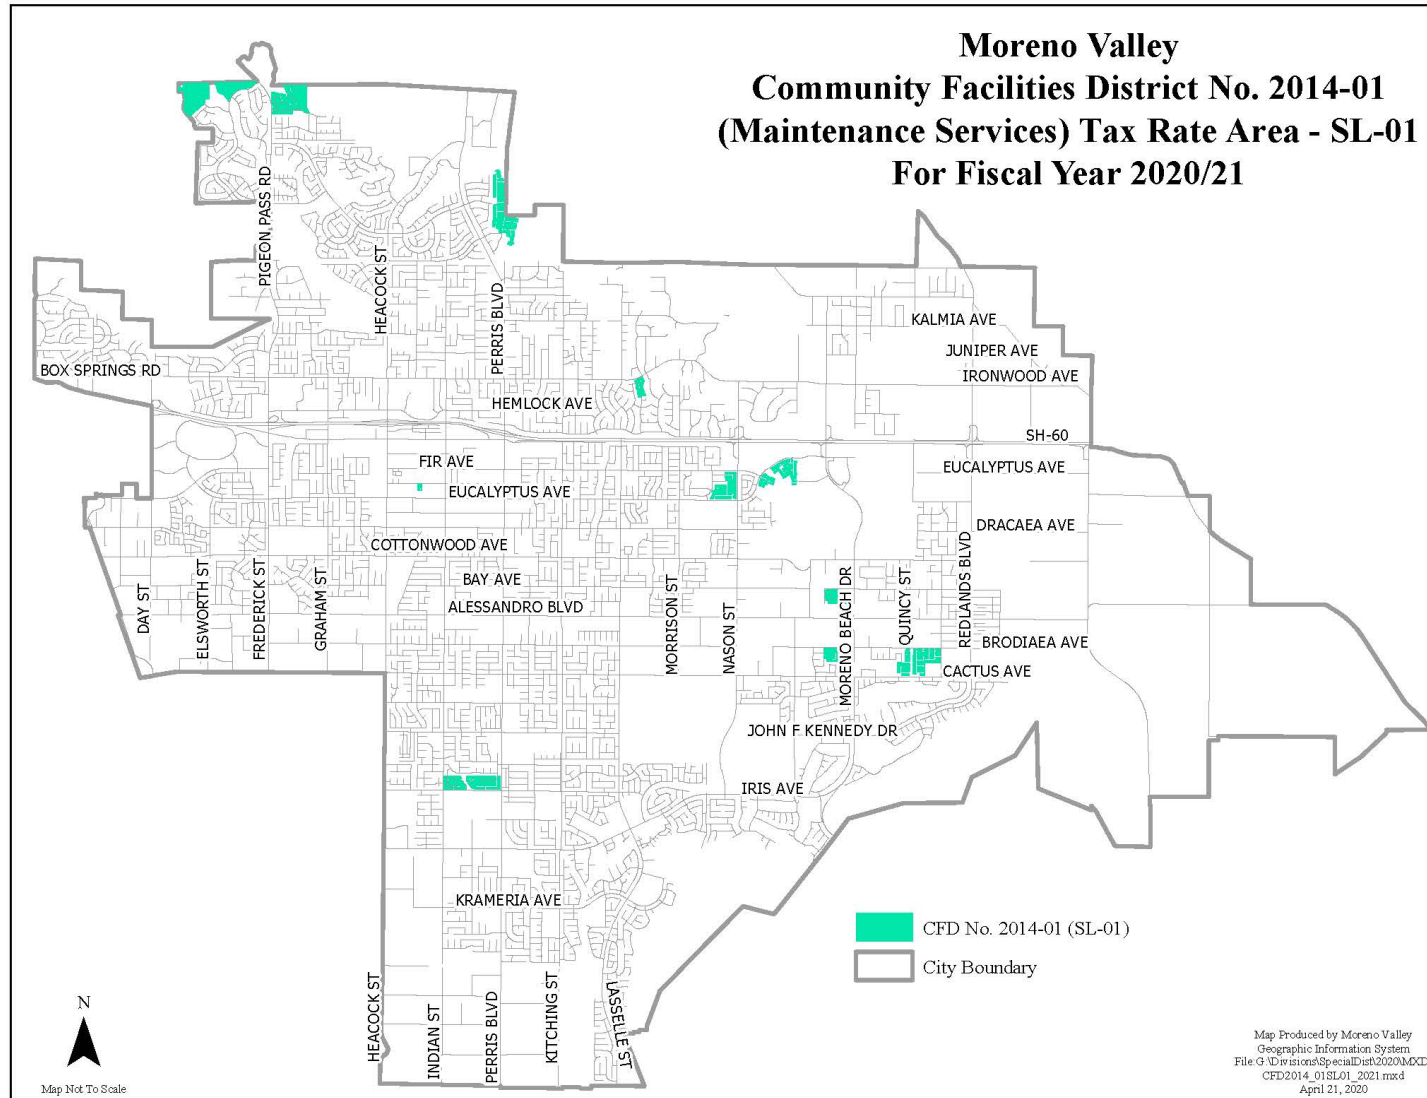 Moreno Valley
Community Facilities District No. 2014-01
(Maintenance Services) Tax Rate Area - SL-01
For Fiscal Year 2020/21
PIGEON PASS RD
HEACOCK ST
PERRIS BLVD
KALMIA AVE
JUNIPER AVE
IRONWOOD AVE
BOX SPRINGS RD
HEMLOCK AVE
SH-60
FIR AVE
EUCALYPTUS AVE
EUCALYPTUS AVE
DRACAEA AVE
COTTONWOOD AVE
BAY AVE
ALESSANDRO BLVD
DAY ST
ELSWORTH ST
FREDERICK ST
GRAHAM ST
MORRISON ST
NASON ST
MORENO BEACH DR
QUINCY ST
REDLANDS BLVD
BRODIAEA AVE
CACTUS AVE
JOHN F KENNEDY DR
IRIS AVE
KRAMERIA AVE
HEACOCK ST
INDIAN ST
PERRIS BLVD
KITCHING ST
LASSELLE ST
CFD No. 2014-01 (SL-01)
City Boundary
N
Map Not To Scale
Map Produced by Moreno Valley
Geographic Information System
File:G:\Divisions\SpecialDist\2020\MXD
CFD2014_01SL01_2021.mxd
April 21, 2020